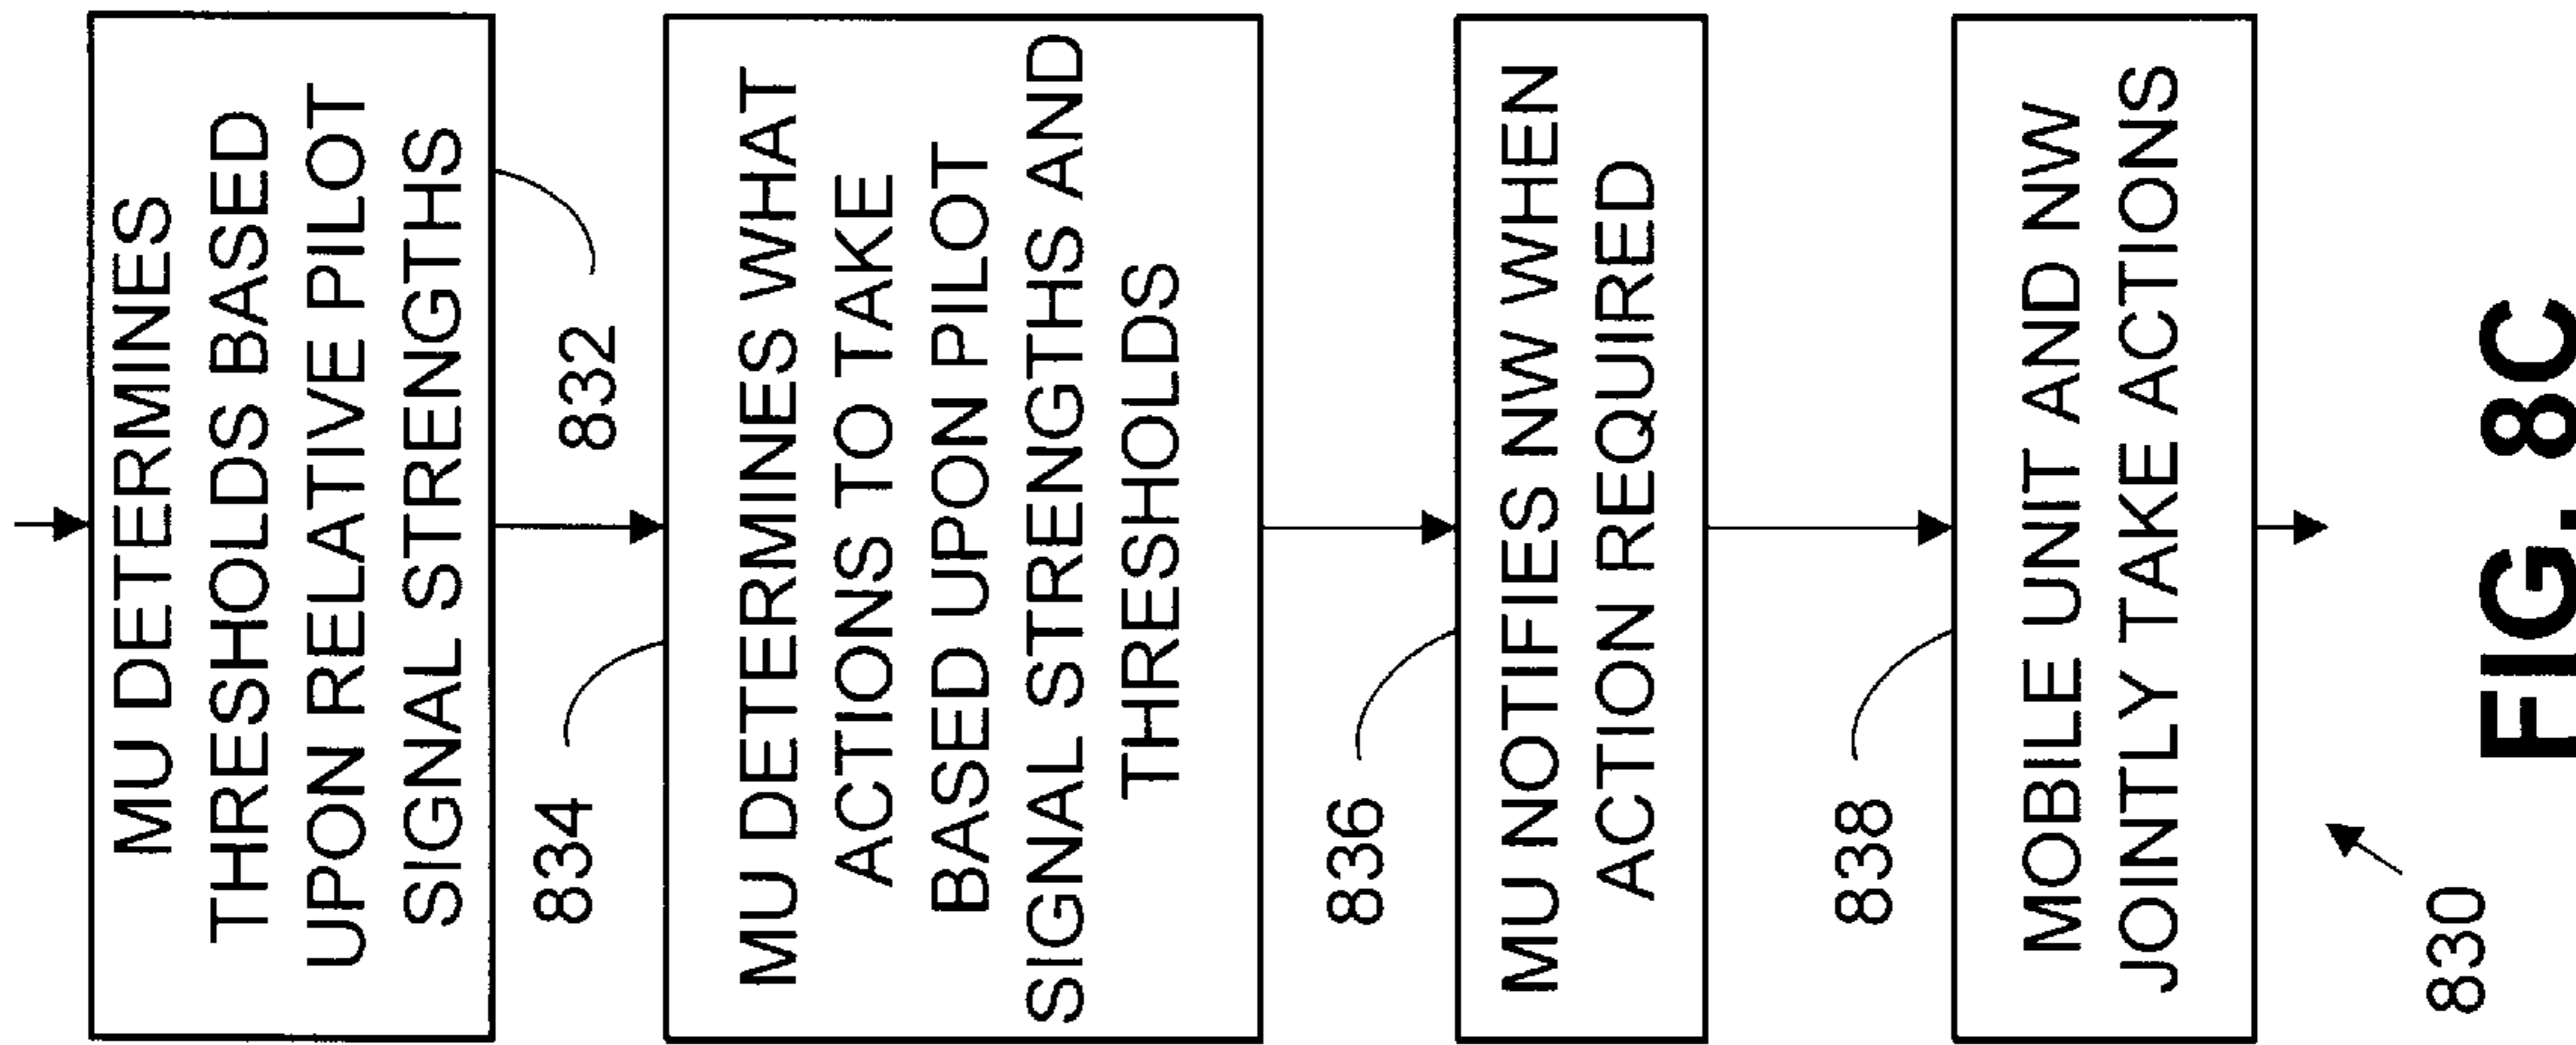 MU DETERMINES
THRESHOLDS BASED
UPON RELATIVE PILOT
SIGNAL STRENGTHS
832
834
MU DETERMINES WHAT
ACTIONS TO TAKE
BASED UPON PILOT
SIGNAL STRENGTHS AND
THRESHOLDS
836
MU NOTIFIES NW WHEN
ACTION REQUIRED
838
MOBILE UNIT AND NW
JOINTLY TAKE ACTIONS
830
FIG. 8C